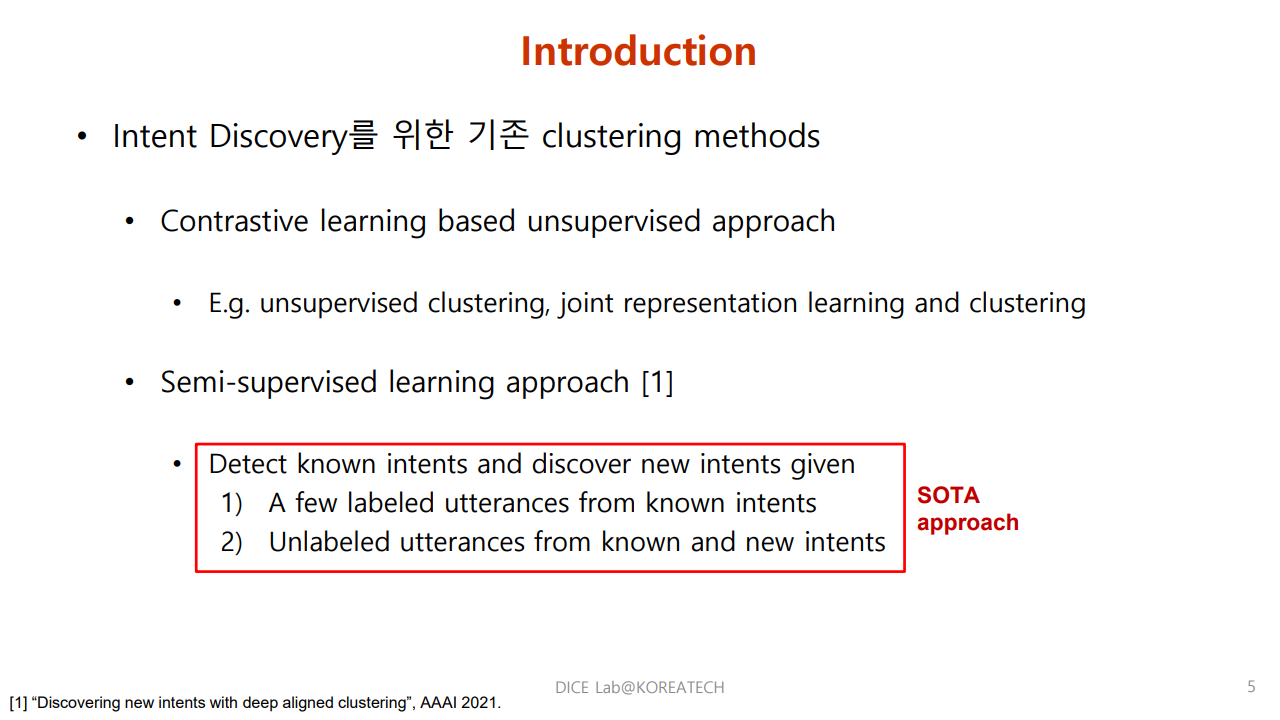 Introduction
• Intent Discovery를 위한 기존 clustering methods
• Contrastive learning based unsupervised approach
• E.g. unsupervised clustering, joint representation learning and clustering
• Semi-supervised learning approach [1]
• Detect known intents and discover new intents given
1) A few labeled utterances from known intents
2) Unlabeled utterances from known and new intents
SOTA
approach
DICE Lab@KOREATECH
5
[1] “Discovering new intents with deep aligned clustering”, AAAI 2021.